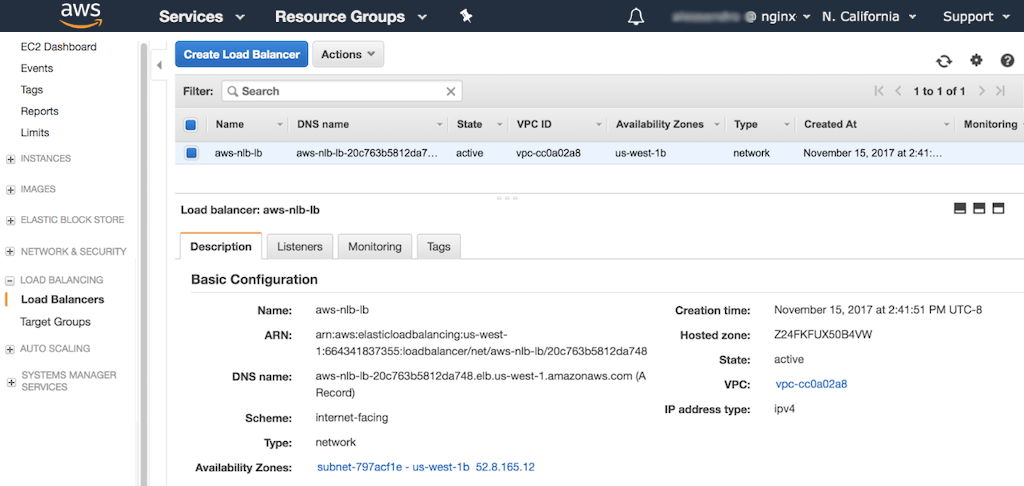 aws
Services Resource Groups @ nginx N. California Support
EC2 Dashboard
Events
Tags
Reports
Limits
INSTANCES
IMAGES
ELASTIC BLOCK STORE
NETWORK & SECURITY
LOAD BALANCING
Load Balancers
Target Groups
AUTO SCALING
SYSTEMS MANAGER
SERVICES
Create Load Balancer Actions
Filter: Search 1 to 1 of 1
Name DNS name State VPC ID Availability Zones Type Created At Monitoring
aws-nlb-lb aws-nlb-lb-20c763b5812da7... active vpc-cc0a02a8 us-west-1b network November 15, 2017 at 2:41:...
Load balancer: aws-nlb-lb
Description Listeners Monitoring Tags
Basic Configuration
Name: aws-nlb-lb
ARN: arn:aws:elasticloadbalancing:us-west-
1:664341837355:loadbalancer/net/aws-nlb-lb/20c763b5812da748
DNS name: aws-nlb-lb-20c763b5812da748.elb.us-west-1.amazonaws.com (A
Record)
Scheme: internet-facing
Type: network
Availability Zones: subnet-797acf1e - us-west-1b 52.8.165.12
Creation time: November 15, 2017 at 2:41:51 PM UTC-8
Hosted zone: Z24FKFUX50B4VW
State: active
VPC: vpc-cc0a02a8
IP address type: ipv4